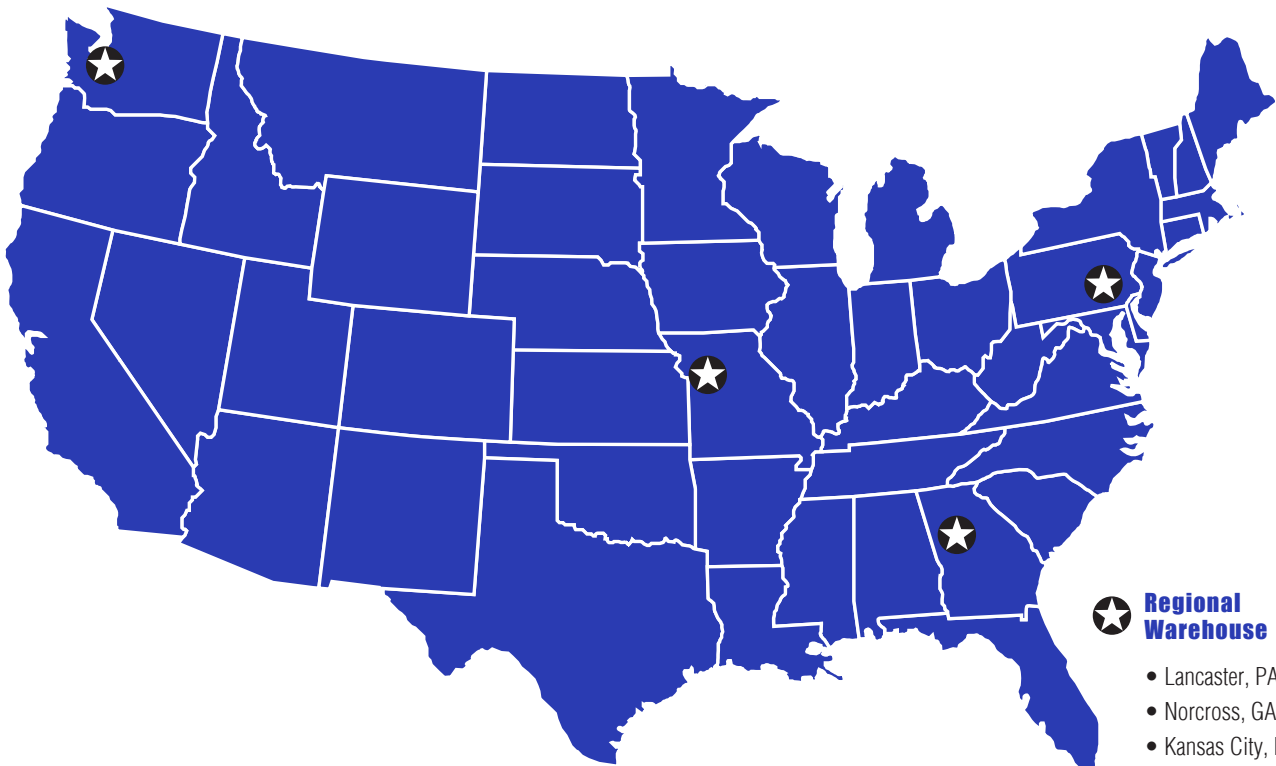 Regional
Warehouse
• Lancaster, PA
• Norcross, GA
• Kansas City,